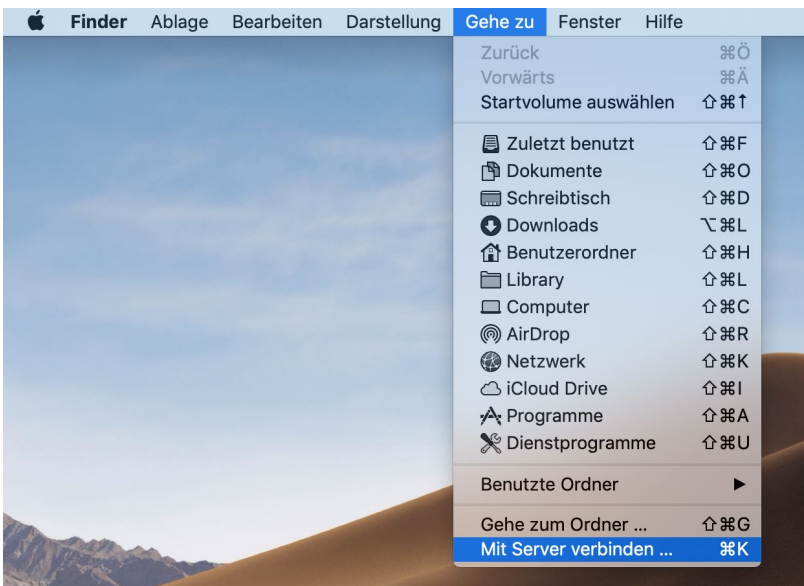 Finder Ablage Bearbeiten Darstellung Gehe zu Fenster Hilfe
Zurück ⌘Ö
Vorwärts ⌘Ä
Startvolume auswählen ⇧⌘↑
Zuletzt benutzt ⇧⌘F
Dokumente ⇧⌘O
Schreibtisch ⇧⌘D
Downloads ⌥⌘L
Benutzerordner ⇧⌘H
Library ⇧⌘L
Computer ⇧⌘C
AirDrop ⇧⌘R
Netzwerk ⇧⌘K
iCloud Drive ⇧⌘I
Programme ⇧⌘A
Dienstprogramme ⇧⌘U
Benutzte Ordner ▶
Gehe zum Ordner ... ⇧⌘G
Mit Server verbinden ... ⌘K